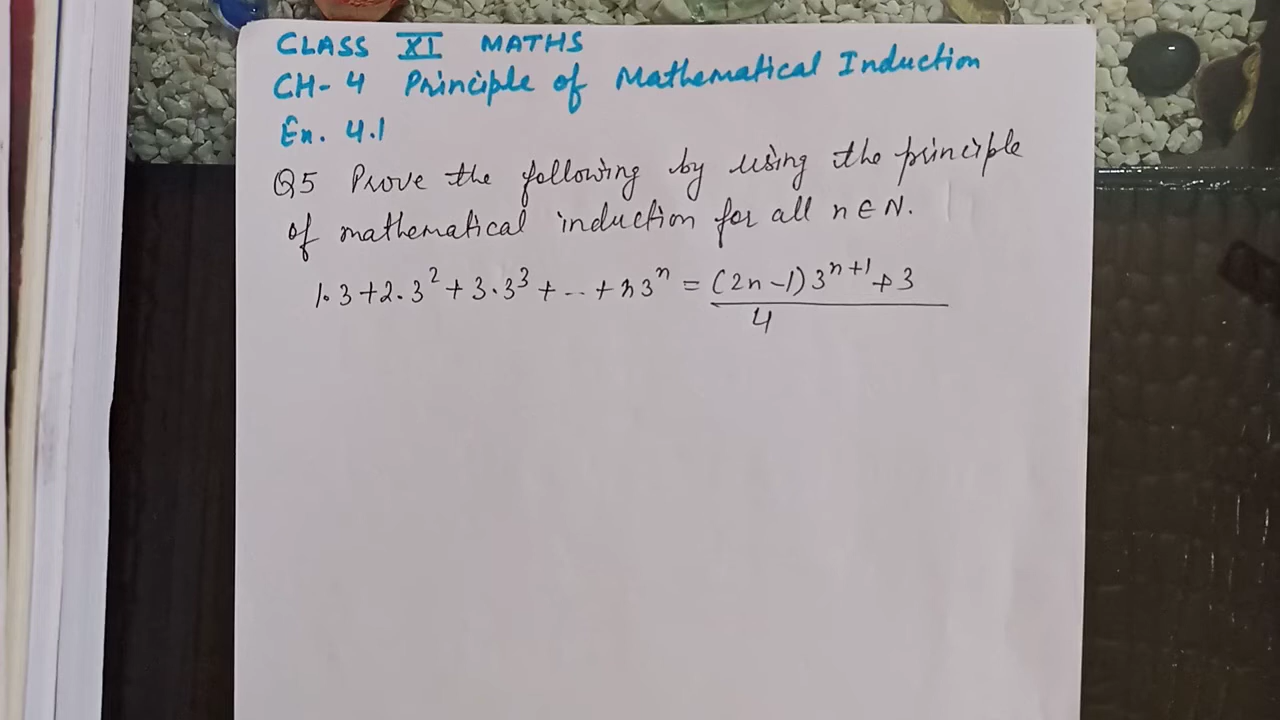 CLASS XI MATHS
CH-4 Principle of Mathematical Induction
Ex. 4.1
Q5 Prove the following by using the principle
of mathematical induction for all n ∈ N.
1.3+2.3²+3.3³+...+n3ⁿ = (2n-1)3ⁿ⁺¹+3
4